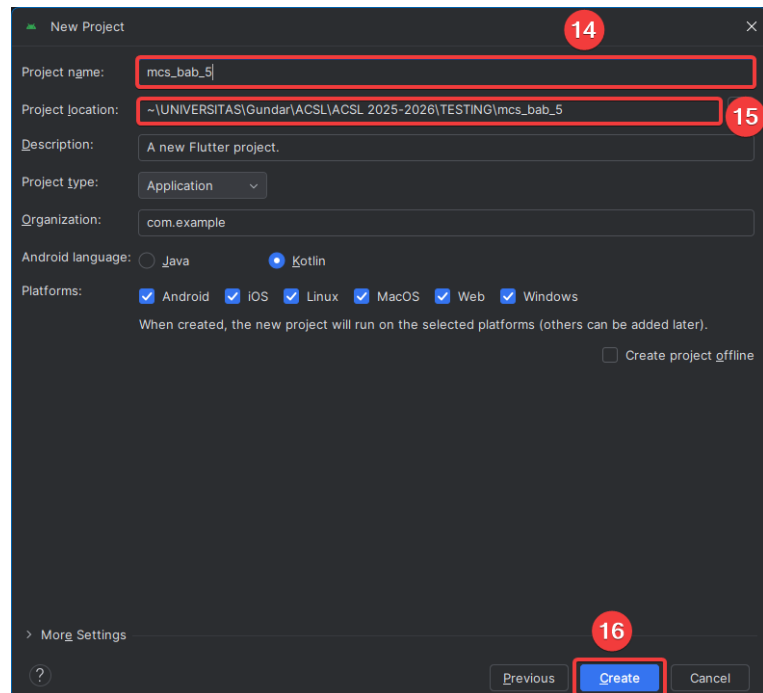 New Project
14
Project name:
mcs_bab_5
Project location:
~\UNIVERSITAS\Gundar\ACSL\ACSL 2025-2026\TESTING\mcs_bab_5
15
Description:
A new Flutter project.
Project type:
Application
Organization:
com.example
Android language:
Java
Kotlin
Platforms:
Android
iOS
Linux
MacOS
Web
Windows
When created, the new project will run on the selected platforms (others can be added later).
Create project offline
More Settings
16
?
Previous
Create
Cancel